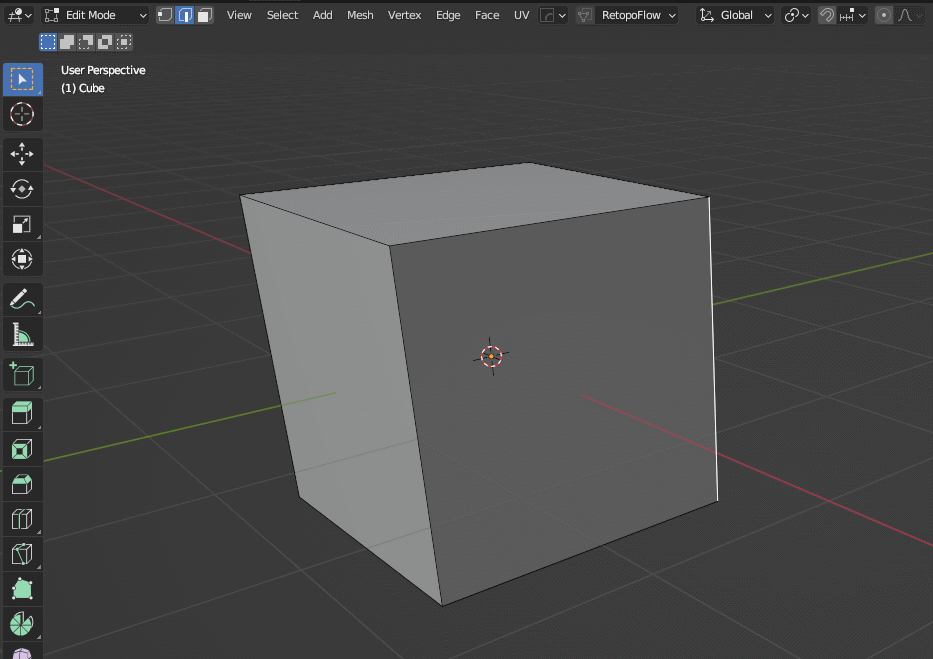 Edit Mode View Select Add Mesh Vertex Edge Face UV RetopoFlow Global
User Perspective
(1) Cube